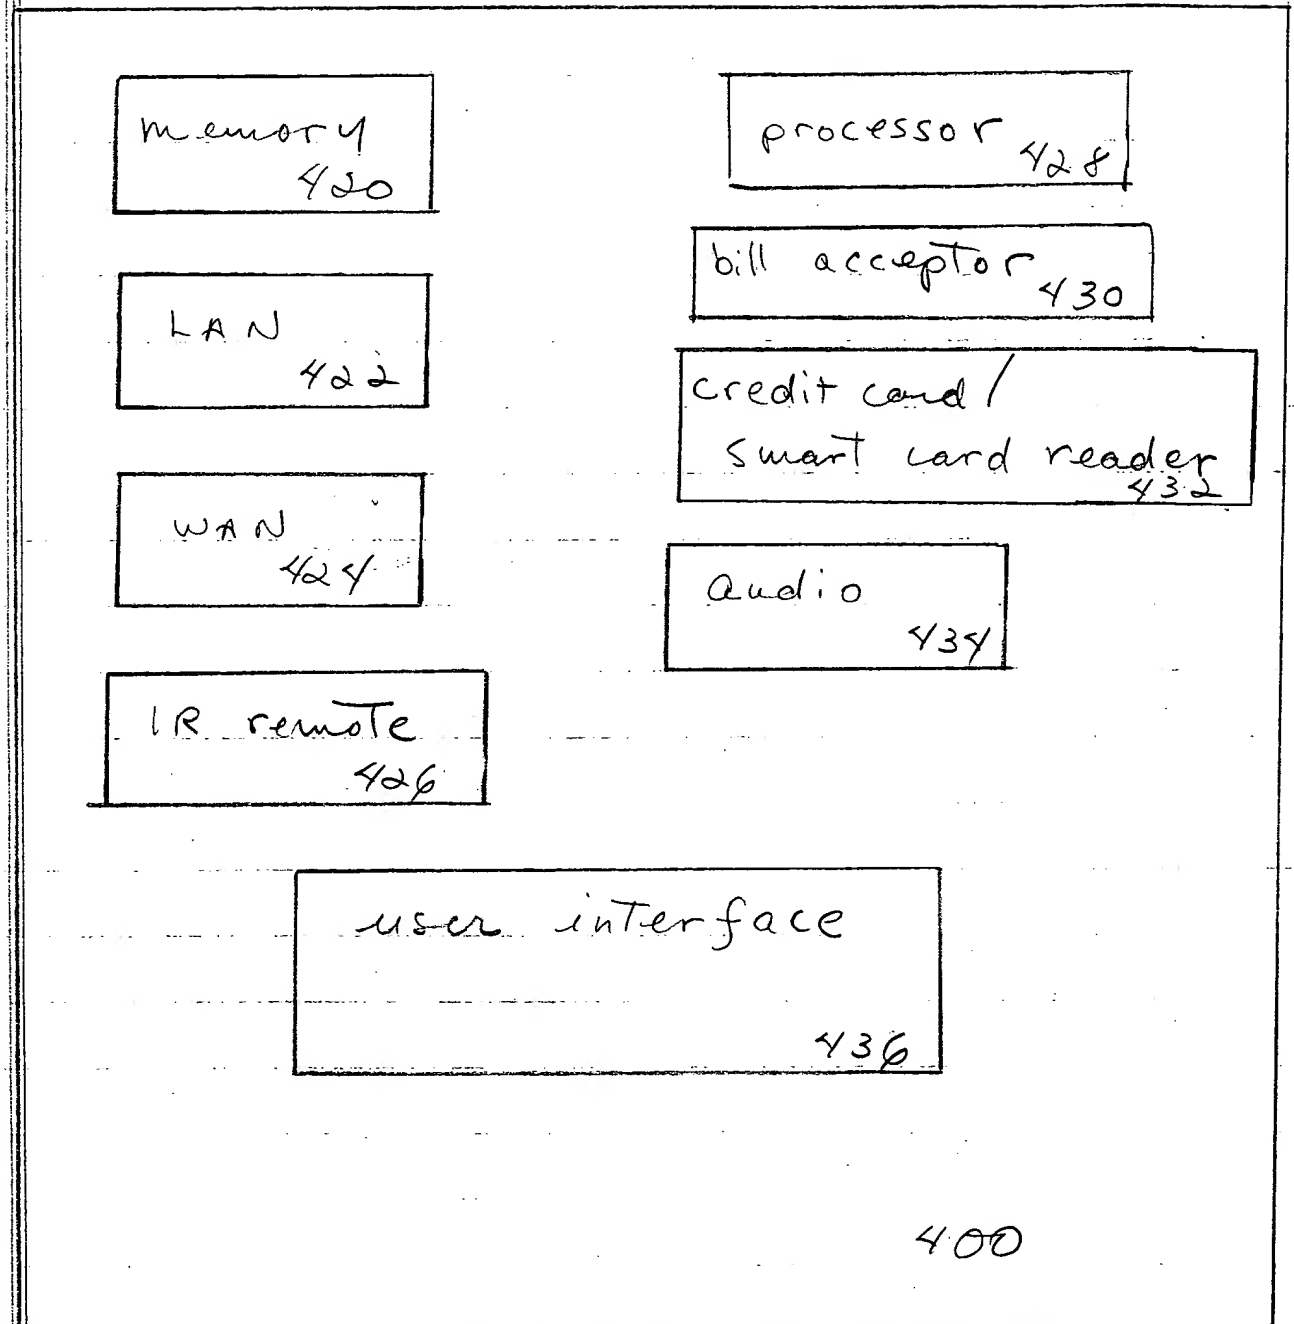 memory
420
LAN
422
WAN
424
IR remote
426
processor
428
bill acceptor
430
credit card/
smart card reader
432
audio
434
user interface
436
400